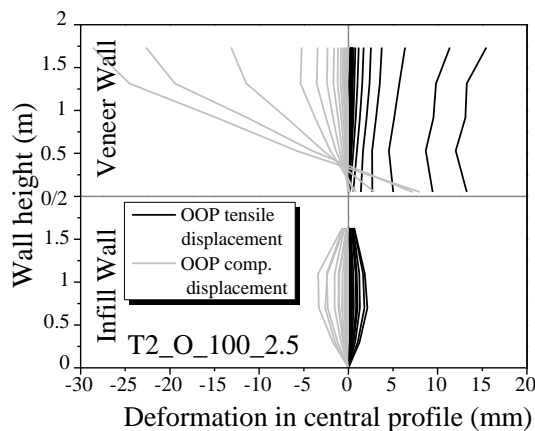 2
1.5
1
0.5
0/2
1.5
1
0.5
0
Wall height (m)
Veneer Wall
Infill Wall
OOP tensile
displacement
OOP comp.
displacement
T2_O_100_2.5
-30 -25 -20 -15 -10 -5 0 5 10 15 20
Deformation in central profile (mm)